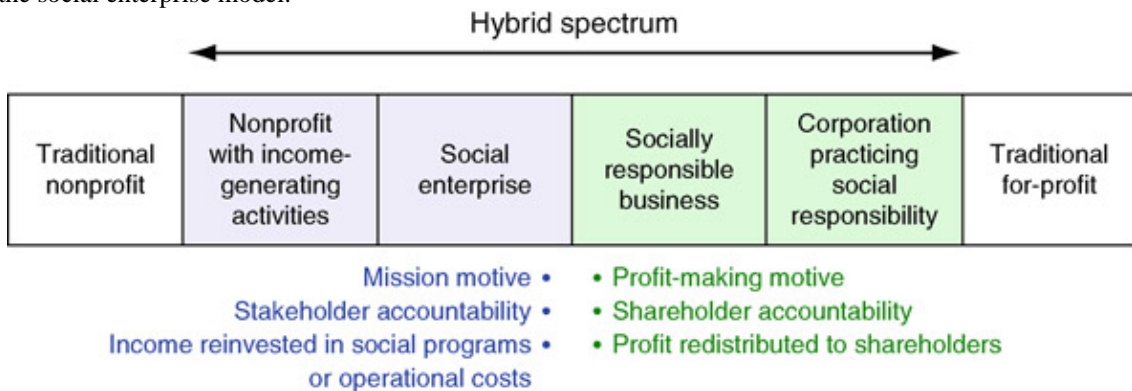 the social enterprise model.
Hybrid spectrum
Traditional
nonprofit
Nonprofit
with income-
generating
activities
Social
enterprise
Socially
responsible
business
Corporation
practicing
social
responsibility
Traditional
for-profit
Mission motive •
Stakeholder accountability •
Income reinvested in social programs •
or operational costs
• Profit-making motive
• Shareholder accountability
• Profit redistributed to shareholders